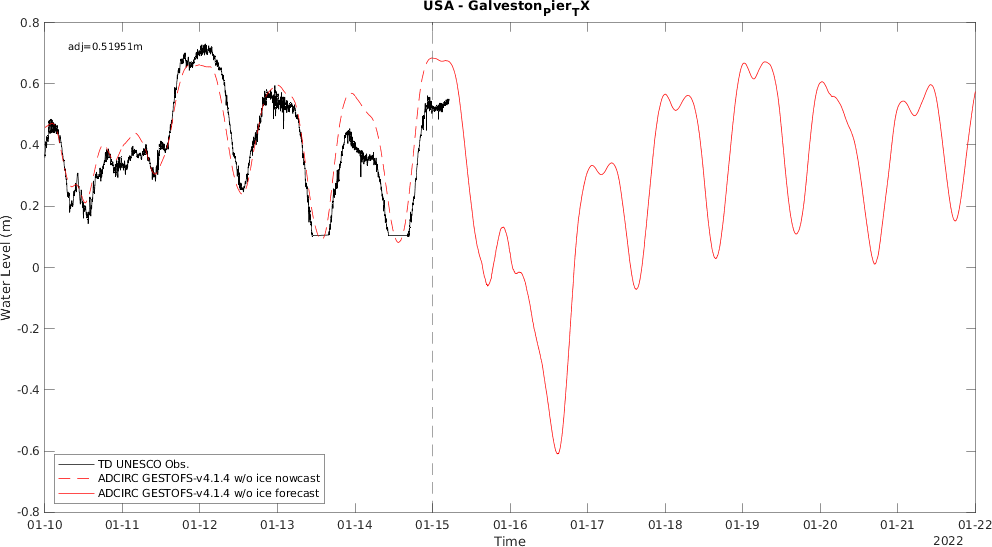 USA - GalvestonPierTX
adj=0.51951m
0.8
0.6
0.4
0.2
0
-0.2
-0.4
-0.6
-0.8
Water Level (m)
TD UNESCO Obs.
ADCIRC GESTOFS-v4.1.4 w/o ice nowcast
ADCIRC GESTOFS-v4.1.4 w/o ice forecast
01-10 01-11 01-12 01-13 01-14 01-15 01-16 01-17 01-18 01-19 01-20 01-21 01-22
Time
2022